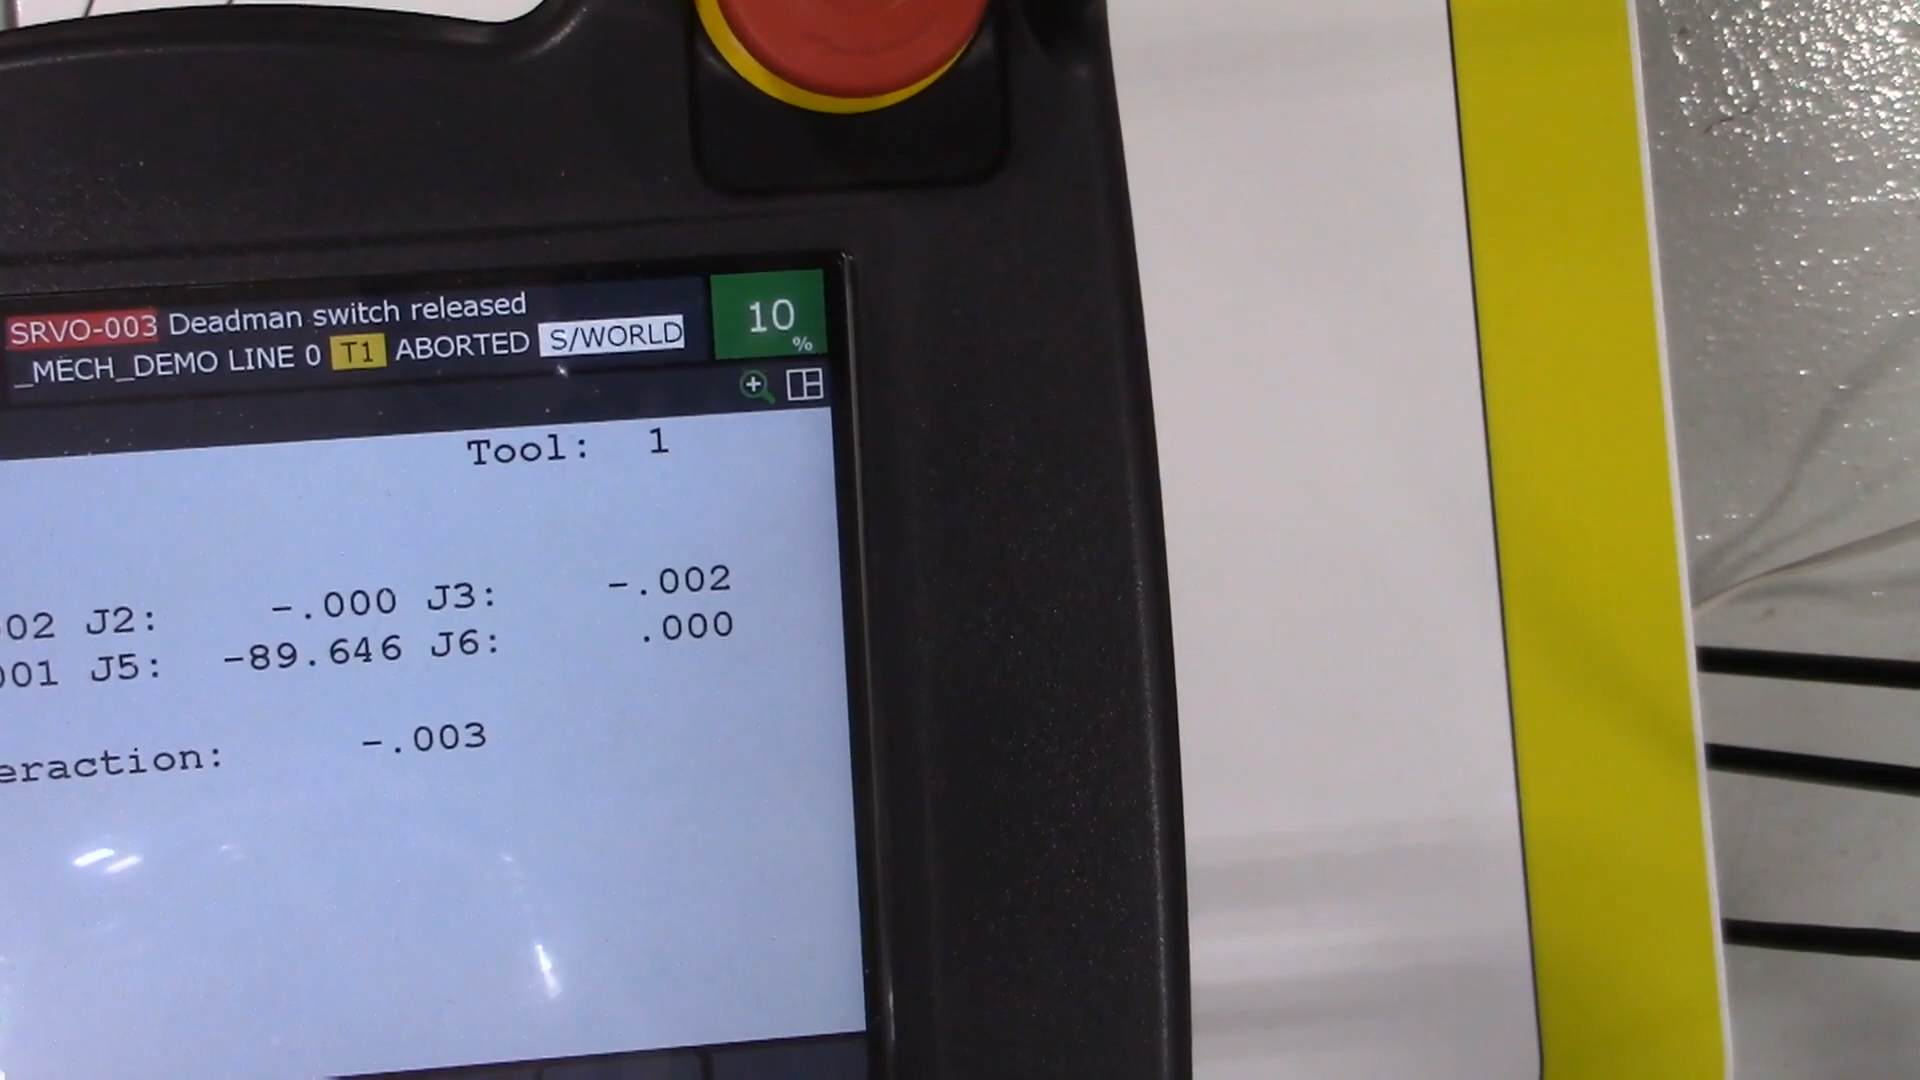 SRVO-003 Deadman switch released
_MECH_DEMO LINE 0 T1 ABORTED S/WORLD
10 %
Tool: 1
02 J2: -.000 J3: -.002
001 J5: -89.646 J6: .000
eraction: -.003